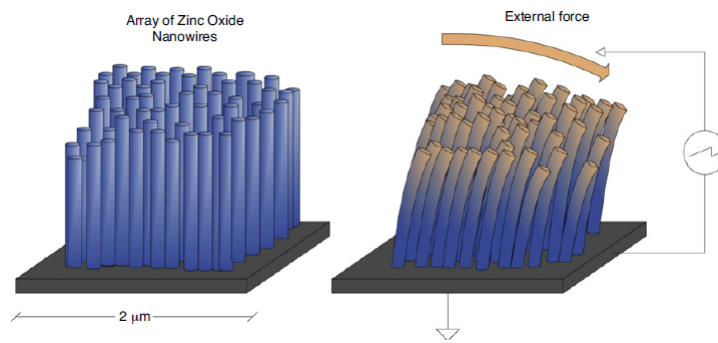 Array of Zinc Oxide
Nanowires
External force
2 μm